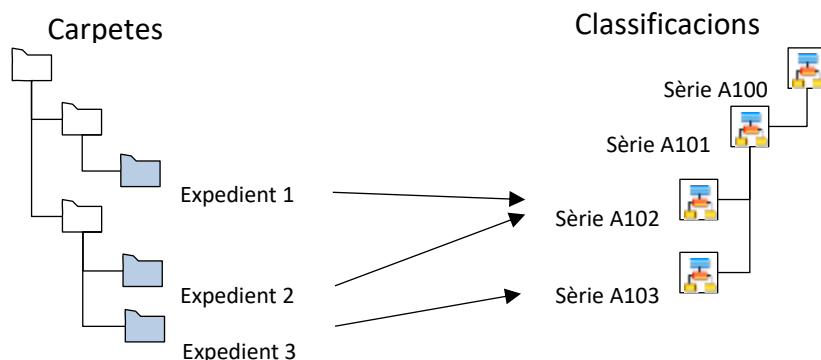 Carpetes
Classificacions
Sèrie A100
Sèrie A101
Expedient 1
Sèrie A102
Expedient 2
Sèrie A103
Expedient 3